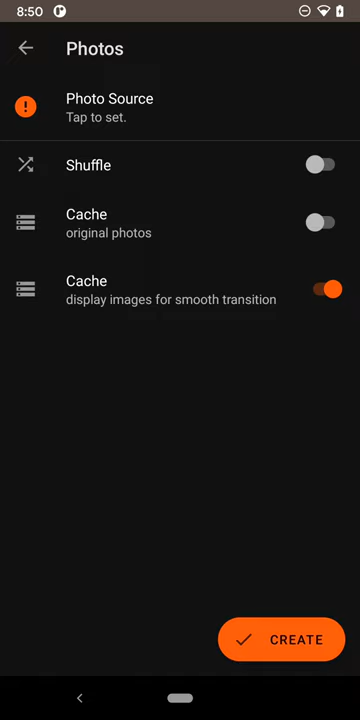 8:50
Photos
Photo Source
Tap to set.
Shuffle
Cache
original photos
Cache
display images for smooth transition
CREATE